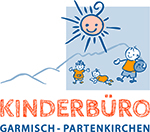 KINDERBÜRO
GARMISCH - PARTENKIRCHEN